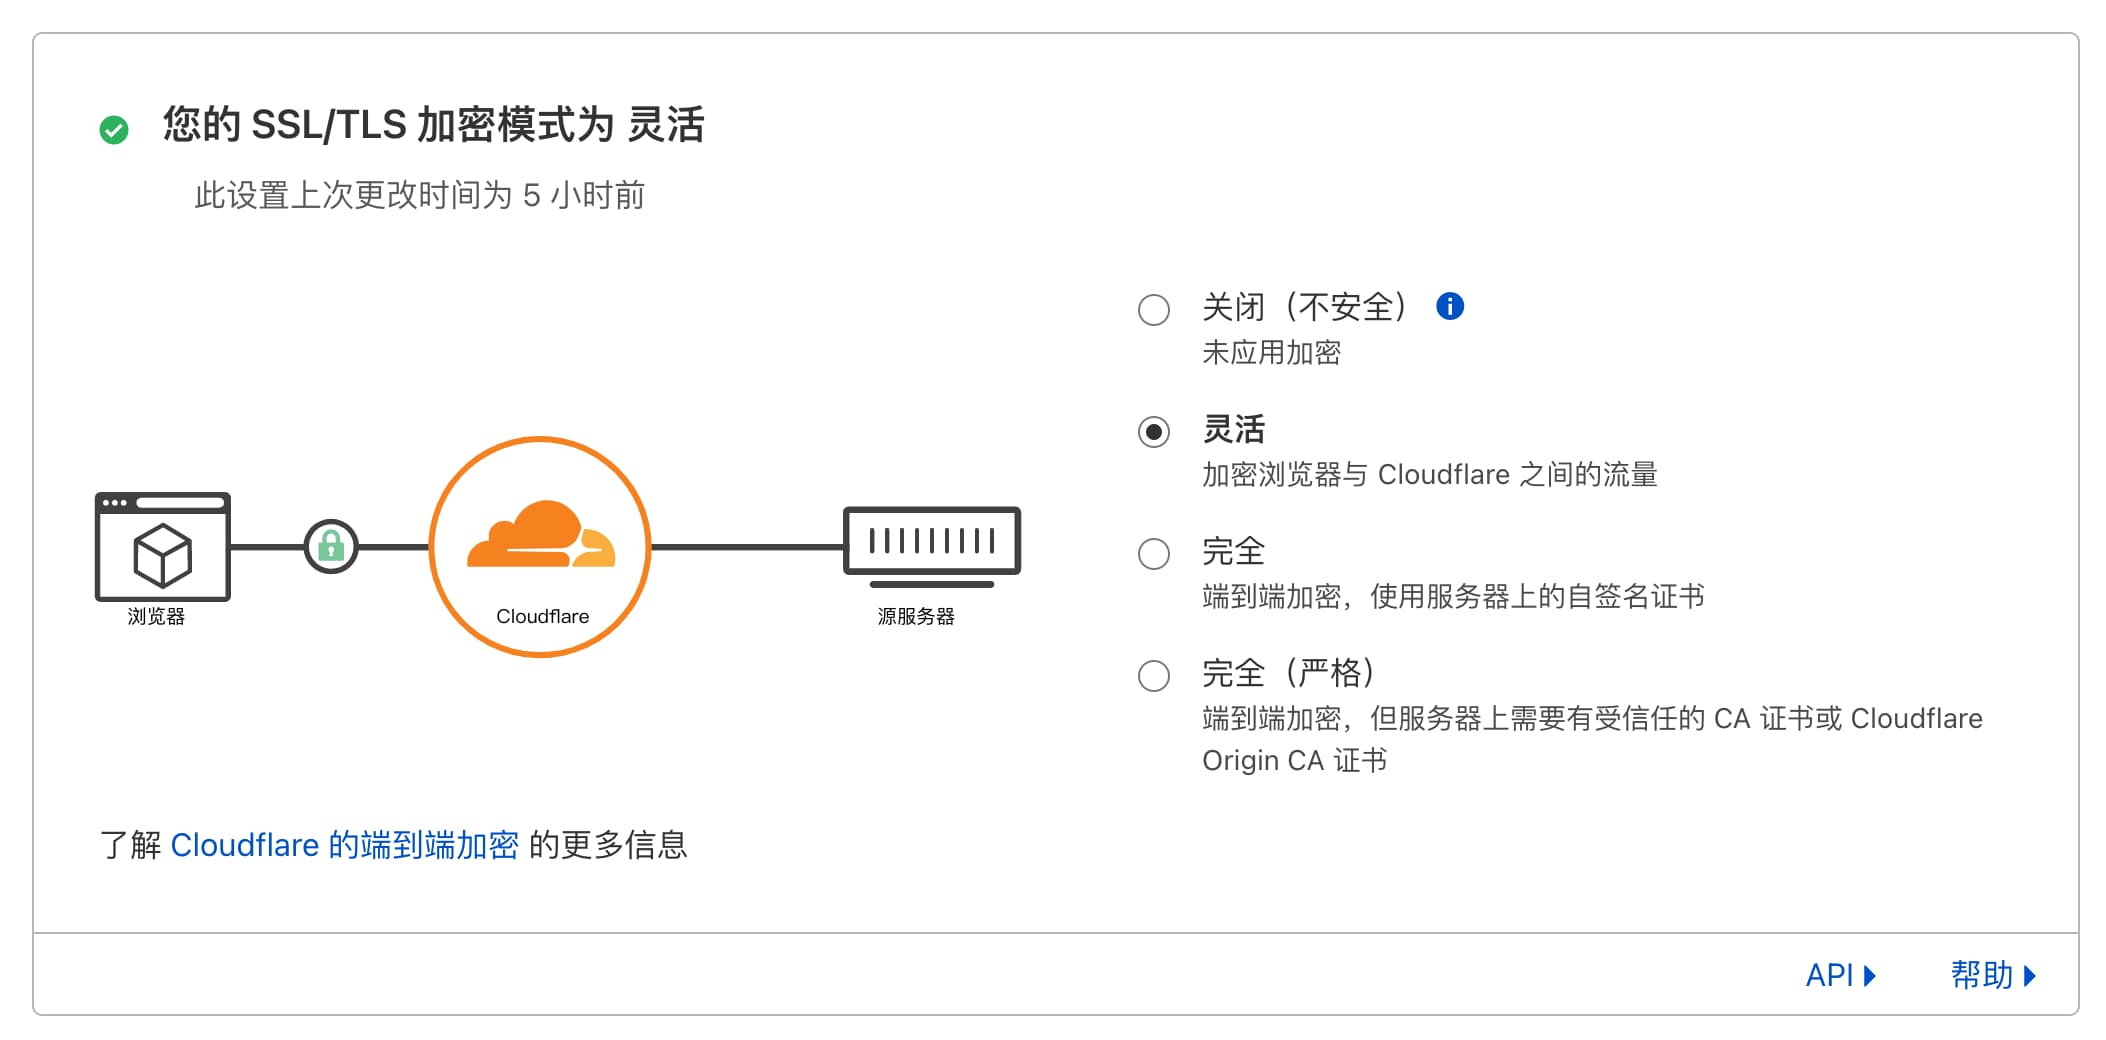 您的 SSL/TLS 加密模式为 灵活
此设置上次更改时间为 5 小时前
浏览器
Cloudflare
源服务器
关闭（不安全）
未应用加密
灵活
加密浏览器与 Cloudflare 之间的流量
完全
端到端加密，使用服务器上的自签名证书
完全（严格）
端到端加密，但服务器上需要有受信任的 CA 证书或 Cloudflare
Origin CA 证书
了解 Cloudflare 的端到端加密 的更多信息
API
帮助